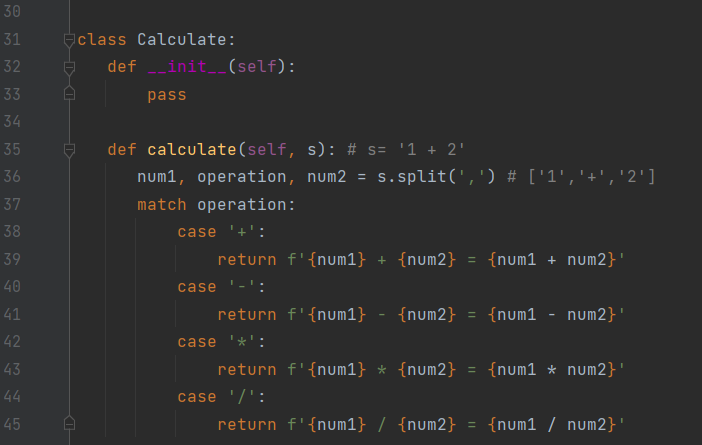 30
31 class Calculate:
32     def __init__(self):
33         pass
34
35     def calculate(self, s): # s= '1 + 2'
36         num1, operation, num2 = s.split(',') # ['1','+','2']
37         match operation:
38             case '+':
39                 return f'{num1} + {num2} = {num1 + num2}'
40             case '-':
41                 return f'{num1} - {num2} = {num1 - num2}'
42             case '*':
43                 return f'{num1} * {num2} = {num1 * num2}'
44             case '/':
45                 return f'{num1} / {num2} = {num1 / num2}'